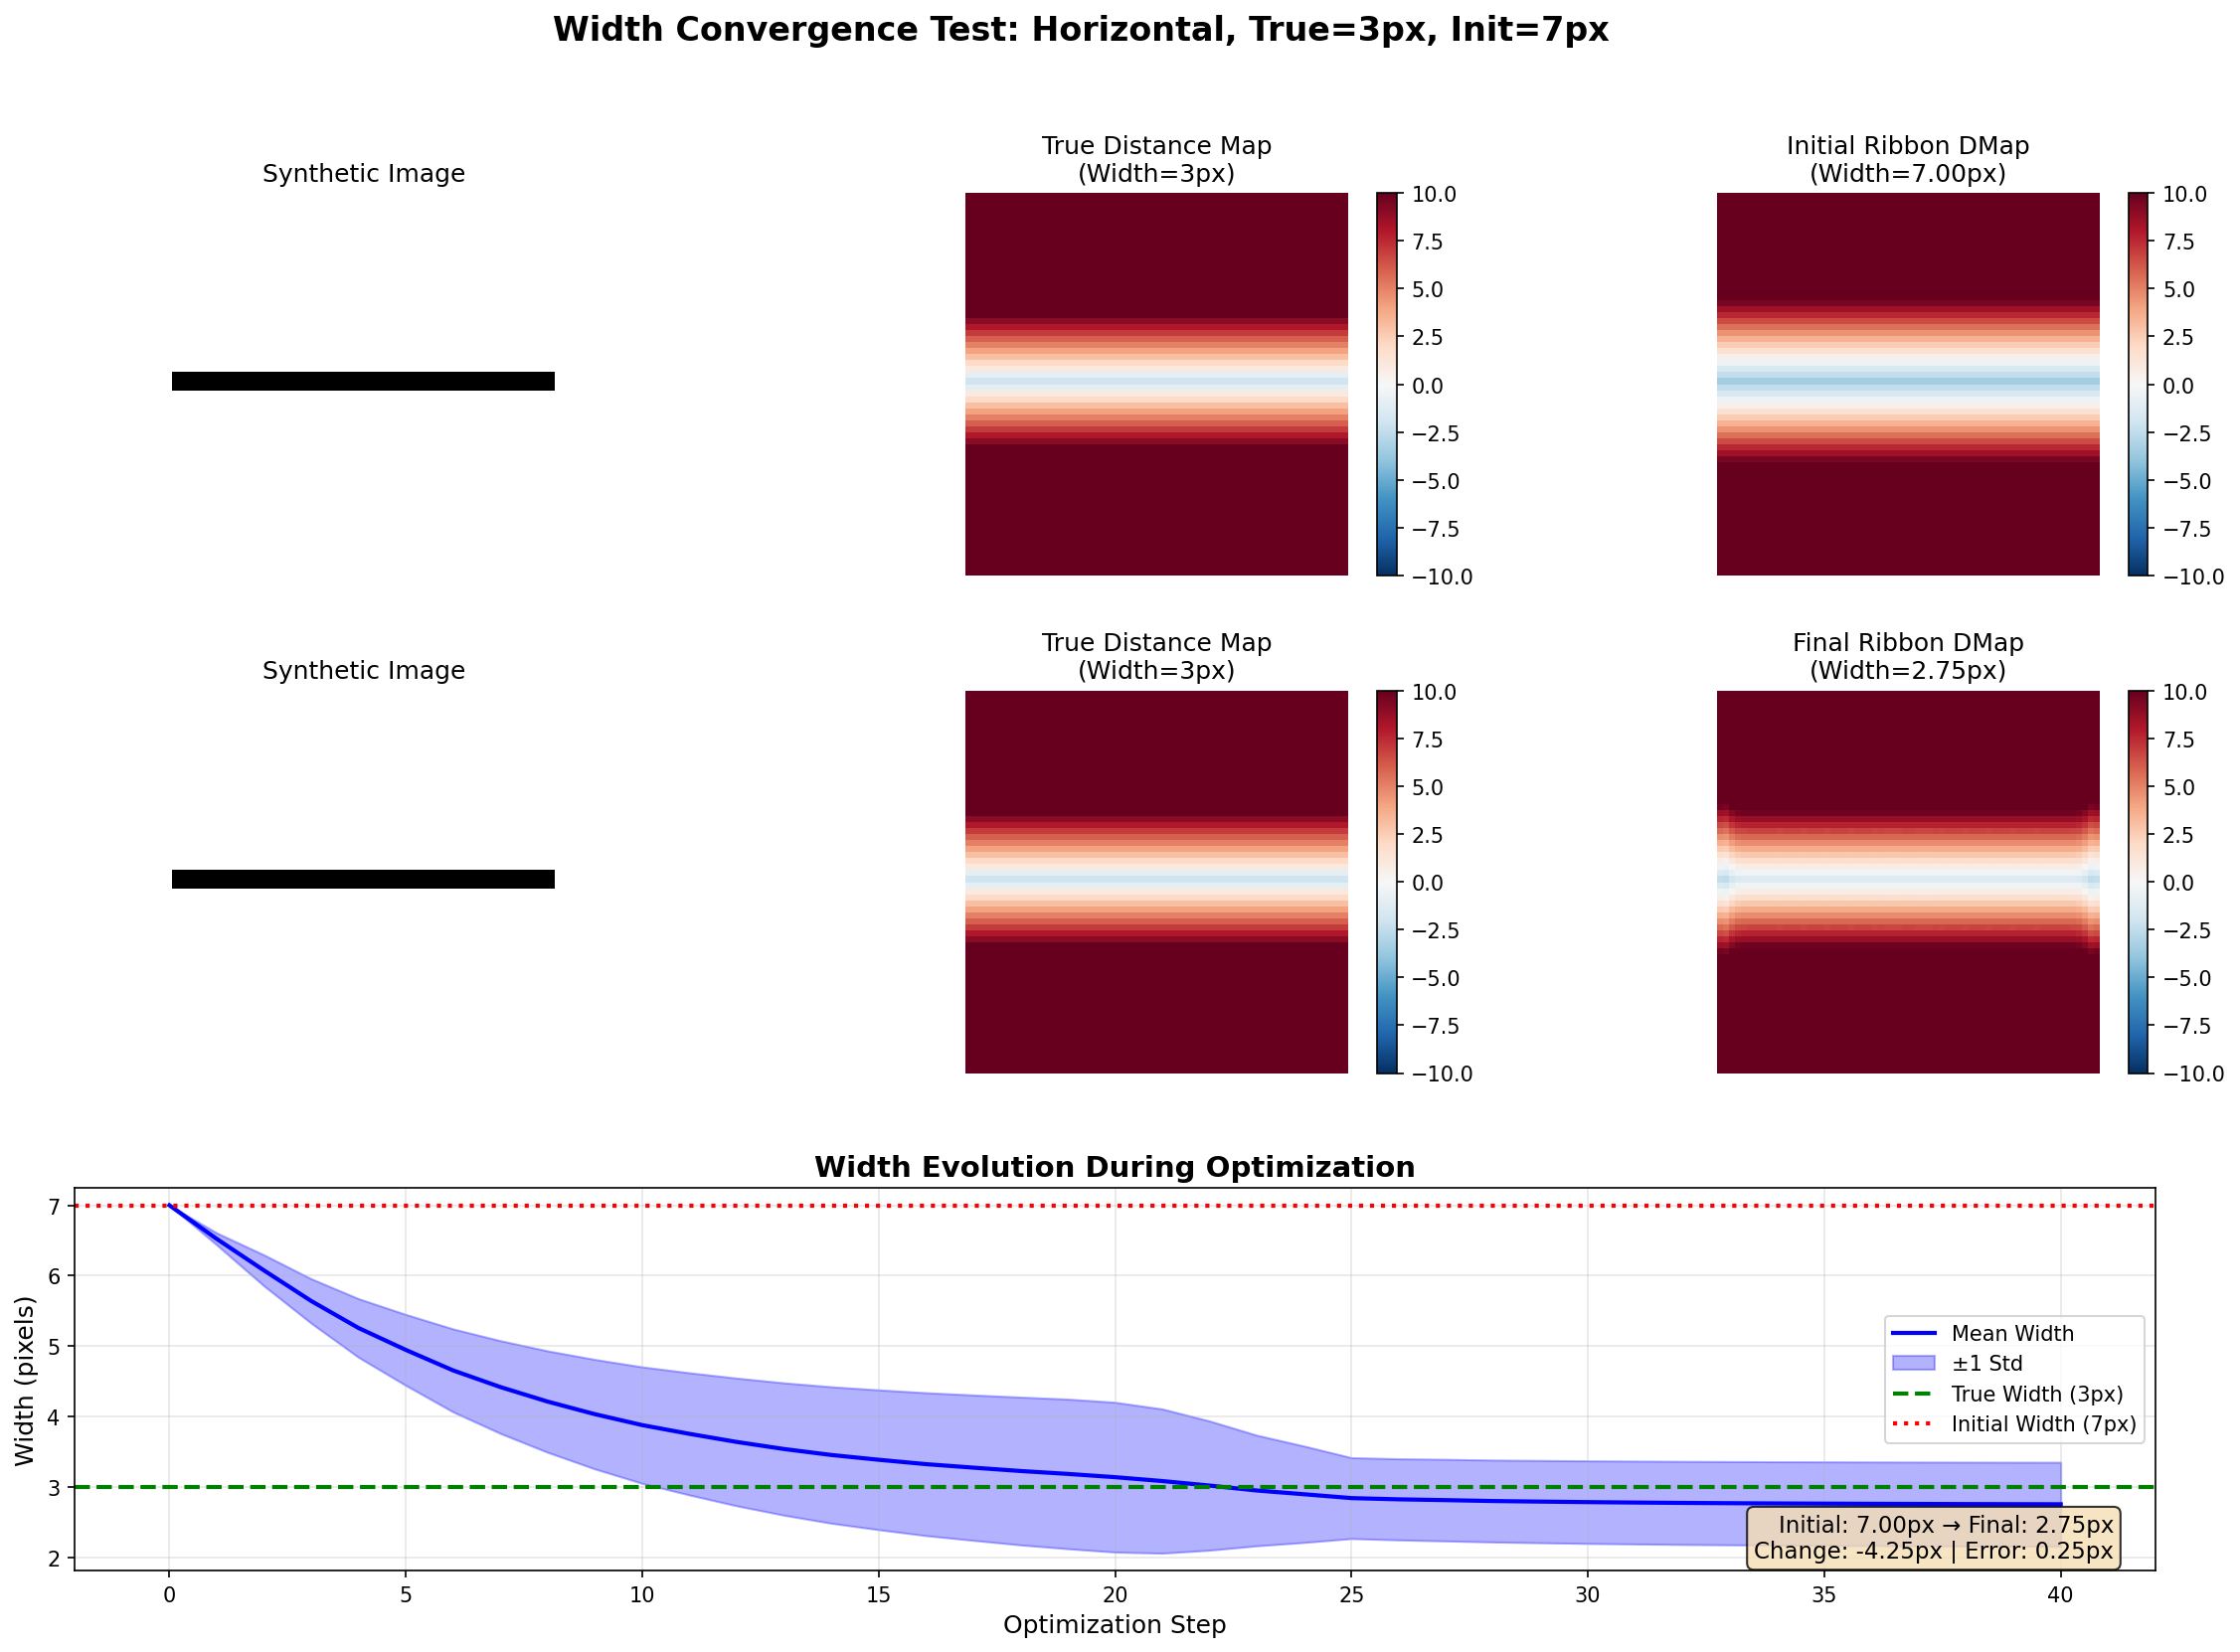 Width Convergence Test: Horizontal, True=3px, Init=7px
Synthetic Image
True Distance Map
(Width=3px)
10.0
7.5
5.0
2.5
0.0
−2.5
−5.0
−7.5
−10.0
Initial Ribbon DMap
(Width=7.00px)
10.0
7.5
5.0
2.5
0.0
−2.5
−5.0
−7.5
−10.0
Synthetic Image
True Distance Map
(Width=3px)
10.0
7.5
5.0
2.5
0.0
−2.5
−5.0
−7.5
−10.0
Final Ribbon DMap
(Width=2.75px)
10.0
7.5
5.0
2.5
0.0
−2.5
−5.0
−7.5
−10.0
Width Evolution During Optimization
Width (pixels)
7
6
5
4
3
2
Mean Width
±1 Std
True Width (3px)
Initial Width (7px)
Initial: 7.00px → Final: 2.75px
Change: -4.25px | Error: 0.25px
0 5 10 15 20 25 30 35 40
Optimization Step